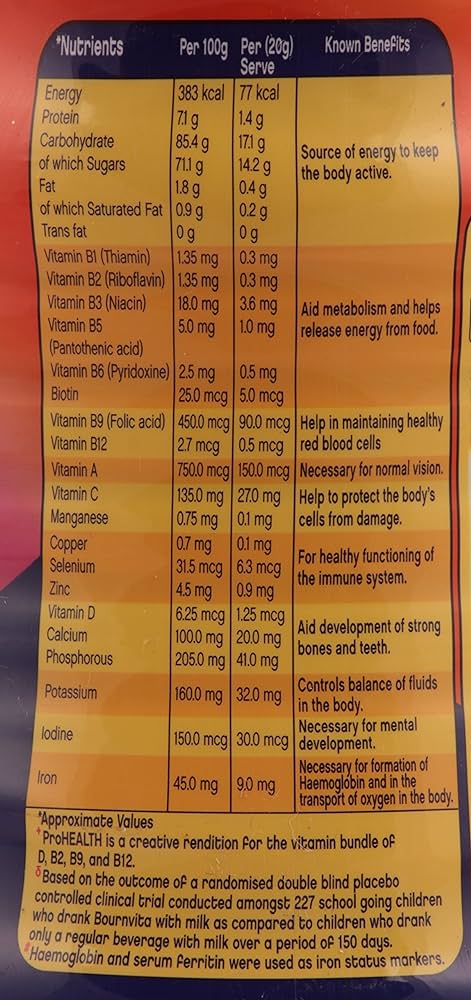 *Nutrients Per 100g Per (20g) Serve Known Benefits
Energy 383 kcal 77 kcal
Protein 7.1 g 1.4 g
Carbohydrate 85.4 g 17.1 g
of which Sugars 71.1 g 14.2 g
Fat 1.8 g 0.4 g
of which Saturated Fat 0.9 g 0.2 g
Trans fat 0 g 0 g
Source of energy to keep
the body active.
Vitamin B1 (Thiamin) 1.35 mg 0.3 mg
Vitamin B2 (Riboflavin) 1.35 mg 0.3 mg
Vitamin B3 (Niacin) 18.0 mg 3.6 mg
Vitamin B5 5.0 mg 1.0 mg
(Pantothenic acid)
Vitamin B6 (Pyridoxine) 2.5 mg 0.5 mg
Biotin 25.0 mcg 5.0 mcg
Aid metabolism and helps
release energy from food.
Vitamin B9 (Folic acid) 450.0 mcg 90.0 mcg Help in maintaining healthy
Vitamin B12 2.7 mcg 0.5 mcg red blood cells
Vitamin A 750.0 mcg 150.0 mcg Necessary for normal vision.
Vitamin C 135.0 mg 27.0 mg Help to protect the body's
Manganese 0.75 mg 0.1 mg cells from damage.
Copper 0.7 mg 0.1 mg
Selenium 31.5 mcg 6.3 mcg
Zinc 4.5 mg 0.9 mg
For healthy functioning of
the immune system.
Vitamin D 6.25 mcg 1.25 mcg
Calcium 100.0 mg 20.0 mg
Phosphorous 205.0 mg 41.0 mg
Aid development of strong
bones and teeth.
Potassium 160.0 mg 32.0 mg
Controls balance of fluids
in the body.
Iodine 150.0 mcg 30.0 mcg
Necessary for mental
development.
Iron 45.0 mg 9.0 mg
Necessary for formation of
Haemoglobin and in the
transport of oxygen in the body.
*Approximate Values
+ProHEALTH is a creative rendition for the vitamin bundle of
D, B2, B9, and B12.
δBased on the outcome of a randomised double blind placebo
controlled clinical trial conducted amongst 227 school going children
who drank Bournvita with milk as compared to children who drank
only a regular beverage with milk over a period of 150 days.
#Haemoglobin and serum ferritin were used as iron status markers.